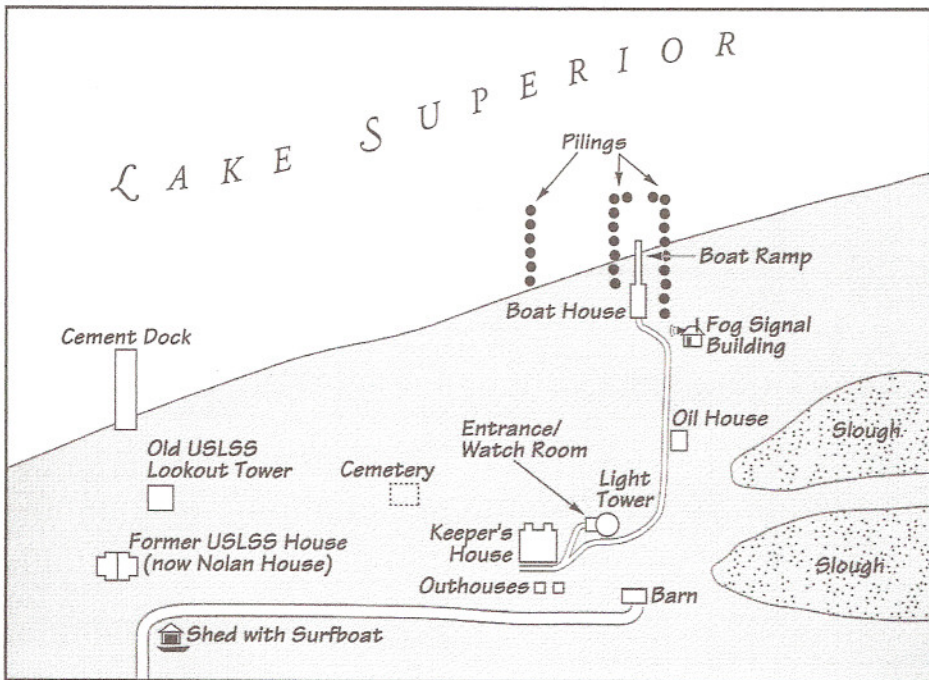 LAKE SUPERIOR
Pilings
Boat Ramp
Boat House
Cement Dock
Fog Signal
Building
Oil House
Slough
Entrance/
Watch Room
Old USLSS
Lookout Tower
Cemetery
Light
Tower
Keeper's
House
Former USLSS House
(now Nolan House)
Slough
Outhouses
Barn
Shed with Surfboat